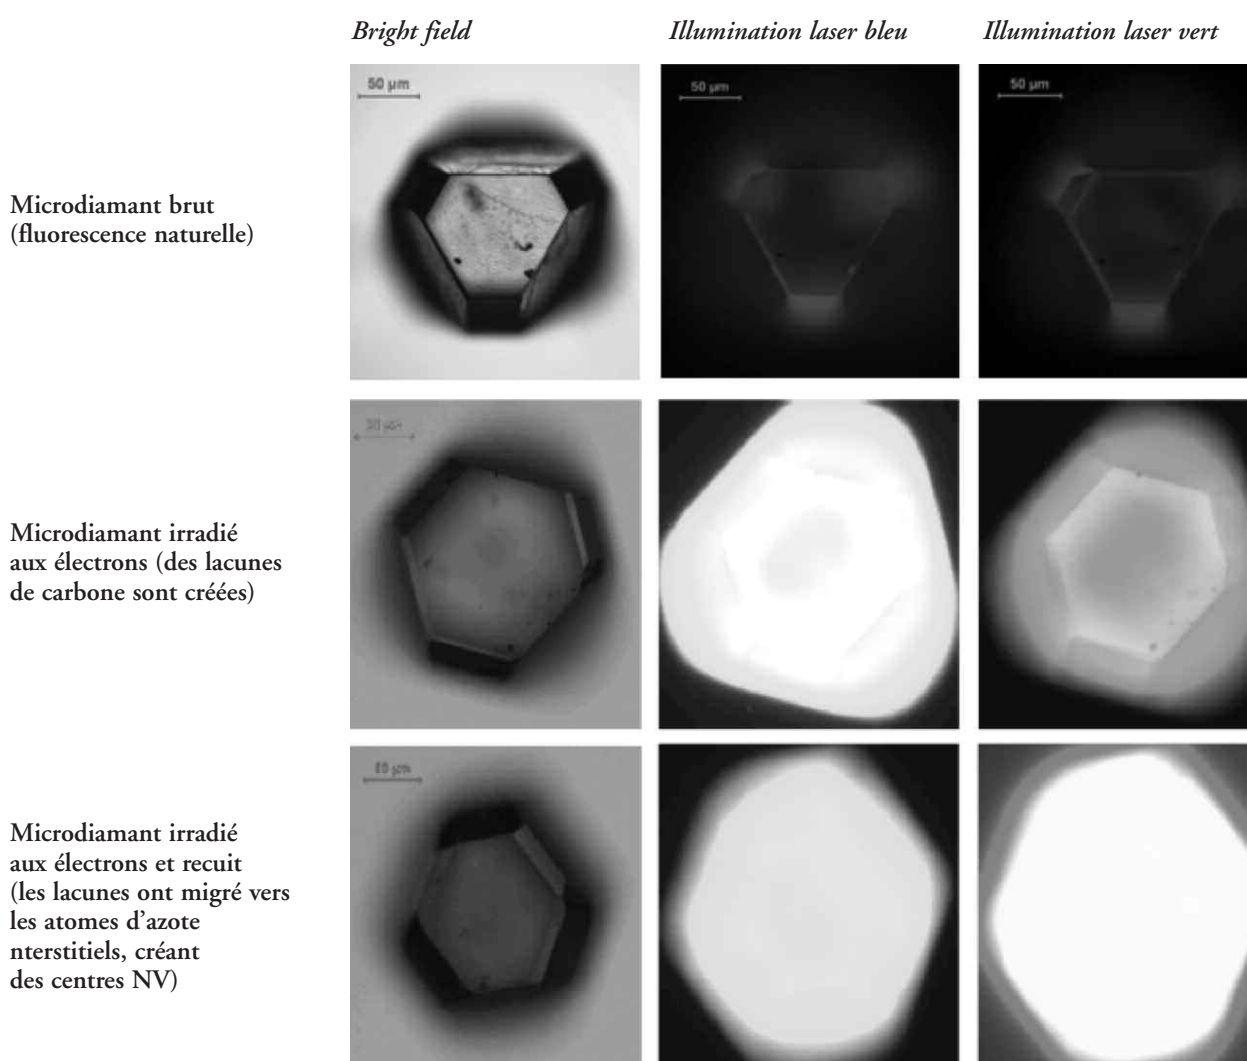 Bright field
Illumination laser bleu
Illumination laser vert
50 µm
50 µm
50 µm
Microdiamant brut
(fluorescence naturelle)
Microdiamant irradié
aux électrons (des lacunes
de carbone sont créées)
Microdiamant irradié
aux électrons et recuit
(les lacunes ont migré vers
les atomes d’azote
nterstitiels, créant
des centres NV)